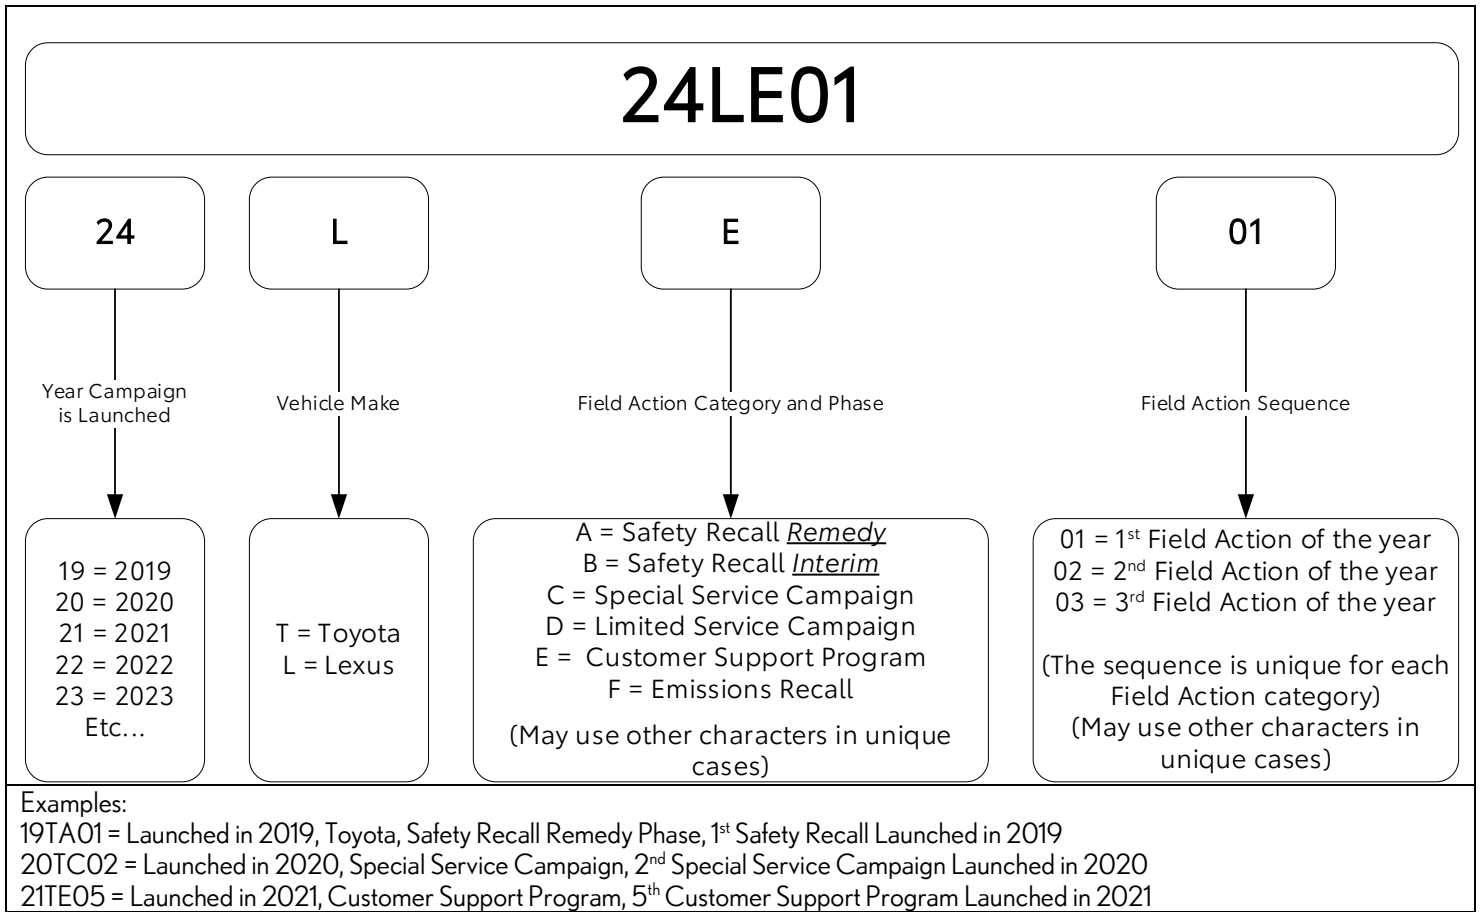 24LE01
24
L
E
01
Year Campaign
is Launched
Vehicle Make
Field Action Category and Phase
Field Action Sequence
19 = 2019
20 = 2020
21 = 2021
22 = 2022
23 = 2023
Etc...
T = Toyota
L = Lexus
A = Safety Recall Remedy
B = Safety Recall Interim
C = Special Service Campaign
D = Limited Service Campaign
E = Customer Support Program
F = Emissions Recall
(May use other characters in unique
cases)
01 = 1st Field Action of the year
02 = 2nd Field Action of the year
03 = 3rd Field Action of the year
(The sequence is unique for each
Field Action category)
(May use other characters in
unique cases)
Examples:
19TA01 = Launched in 2019, Toyota, Safety Recall Remedy Phase, 1st Safety Recall Launched in 2019
20TC02 = Launched in 2020, Special Service Campaign, 2nd Special Service Campaign Launched in 2020
21TE05 = Launched in 2021, Customer Support Program, 5th Customer Support Program Launched in 2021